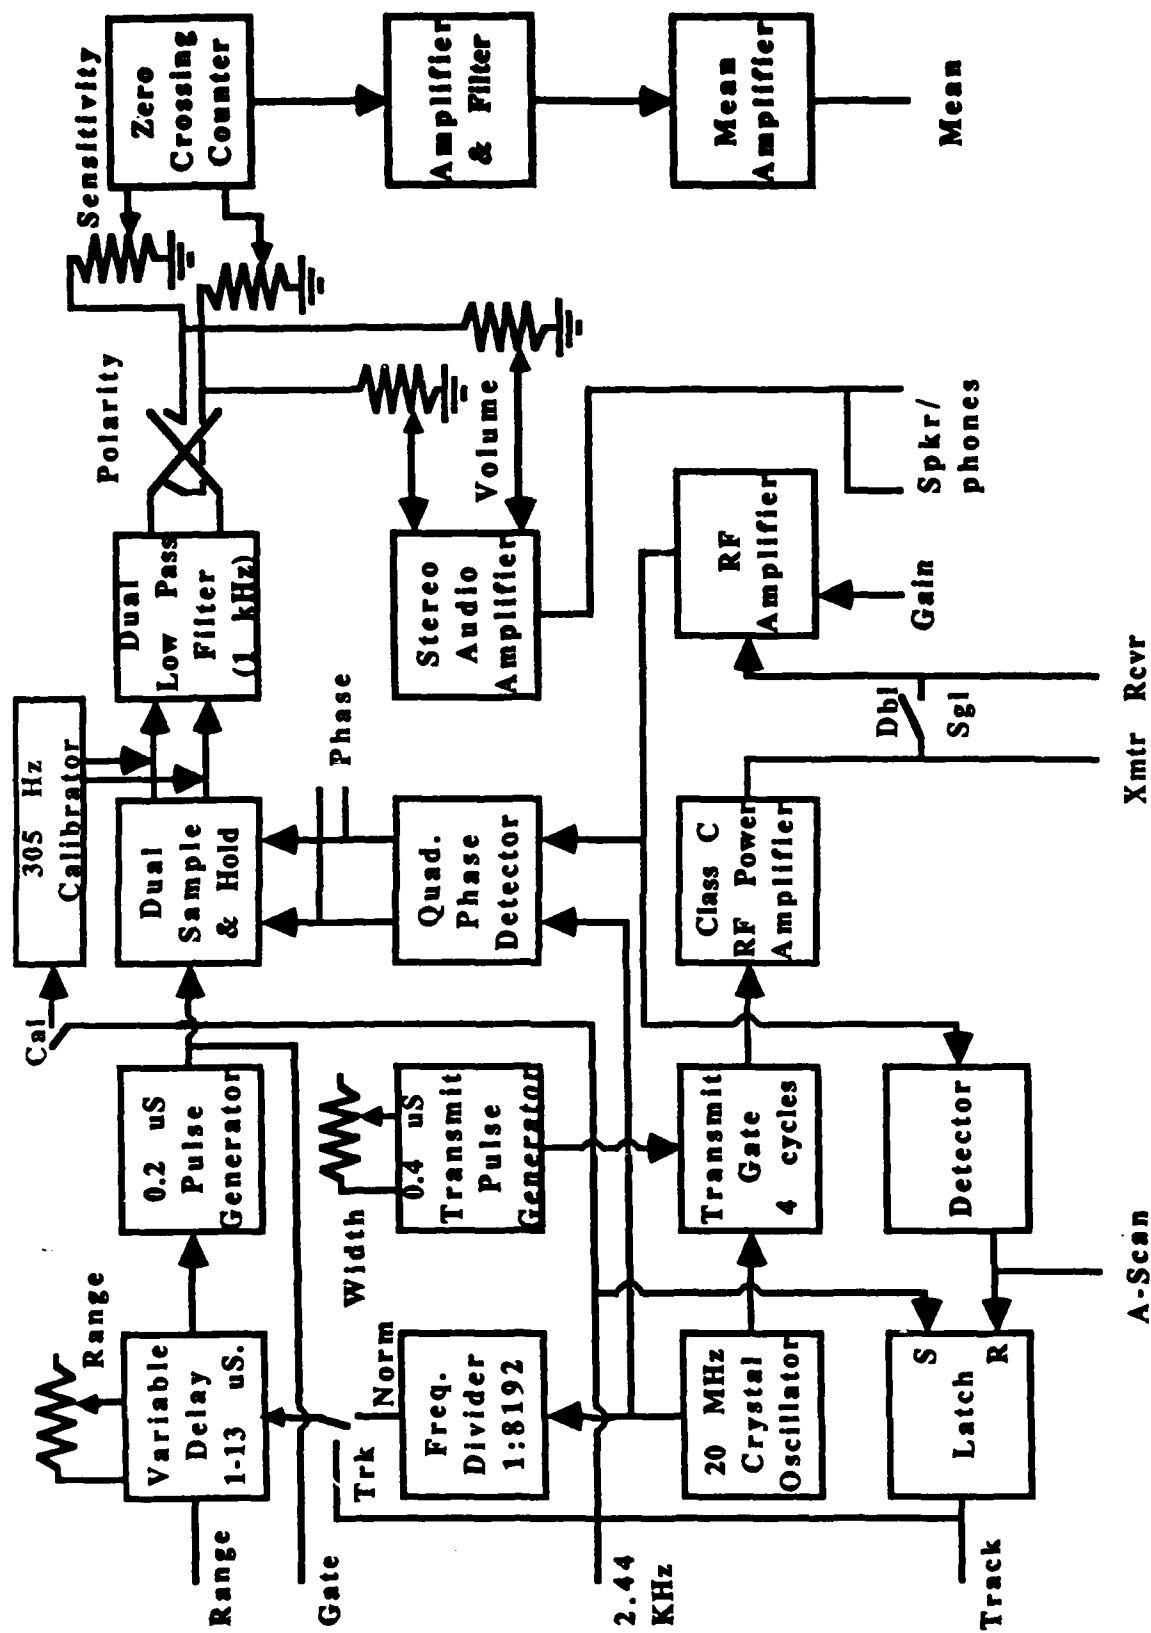 Range
Range
Variable
Delay
1-13 uS.
0.2 uS
Pulse
Generator
Cal
305 Hz
Calibrator
Dual
Sample
& Hold
Dual
Low Pass
Filter
(1 kHz)
Polarity
Sensitivity
Zero
Crossing
Counter
Gate
Trk
Norm
Freq.
Divider
1:8192
Width
0.4 uS
Transmit
Pulse
Generator
Phase
Quad.
Phase
Detector
Stereo
Audio
Amplifier
Volume
Amplifier
& Filter
2.44
KHz
20 MHz
Crystal
Oscillator
Transmit
Gate
4 cycles
Class C
RF Power
Amplifier
RF
Amplifier
Gain
Dbl
Sgl
Spkr/
phones
Mean
Amplifier
Mean
Track
S
R
Latch
Detector
A-Scan
Xmtr
Rcvr